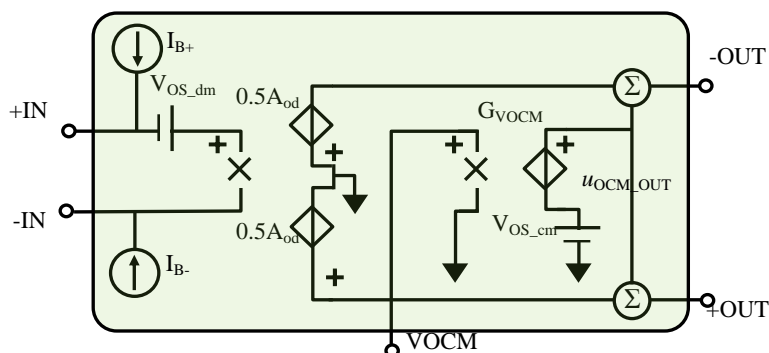 I_B+
-OUT
V_OS_dm
0.5A_od
+IN
G_VOCM
Σ
+ + + +
u_OCM_OUT
-IN
0.5A_od
V_OS_cm
I_B-
+
Σ
+OUT
VOCM